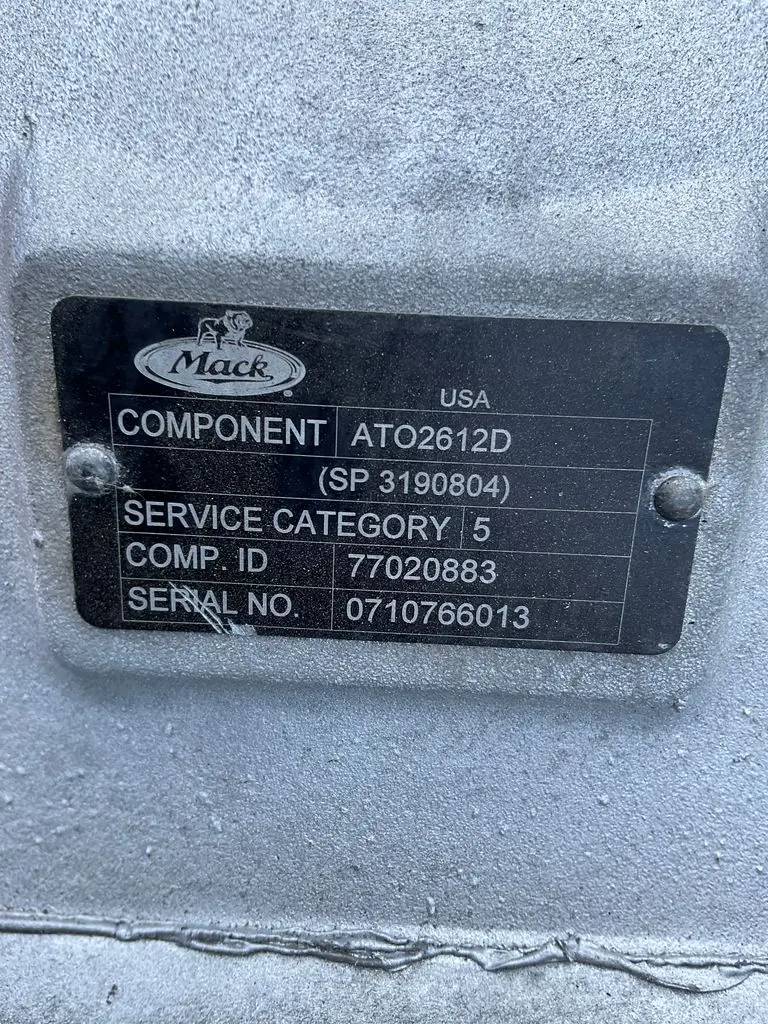 Mack
USA
COMPONENT ATO2612D
(SP 3190804)
SERVICE CATEGORY 5
COMP. ID 77020883
SERIAL NO. 0710766013